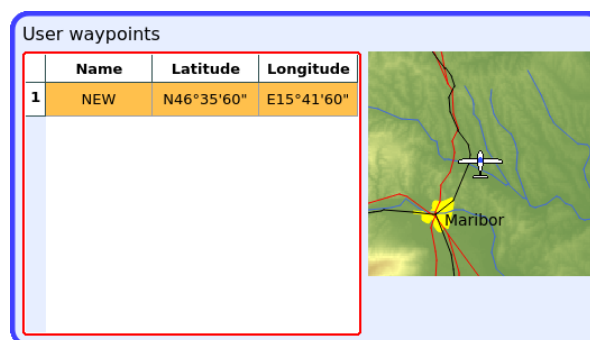 User waypoints
Name Latitude Longitude
1 NEW N46°35'60" E15°41'60"
Maribor